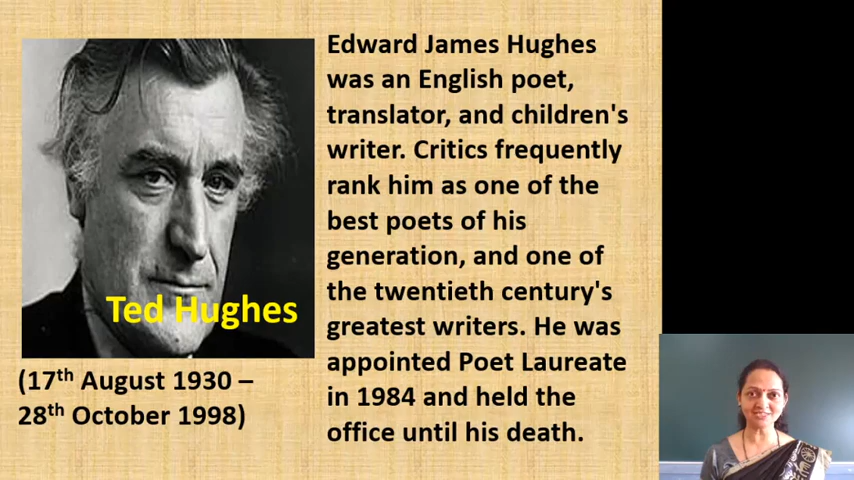 Ted Hughes
(17th August 1930 –
28th October 1998)
Edward James Hughes
was an English poet,
translator, and children's
writer. Critics frequently
rank him as one of the
best poets of his
generation, and one of
the twentieth century's
greatest writers. He was
appointed Poet Laureate
in 1984 and held the
office until his death.